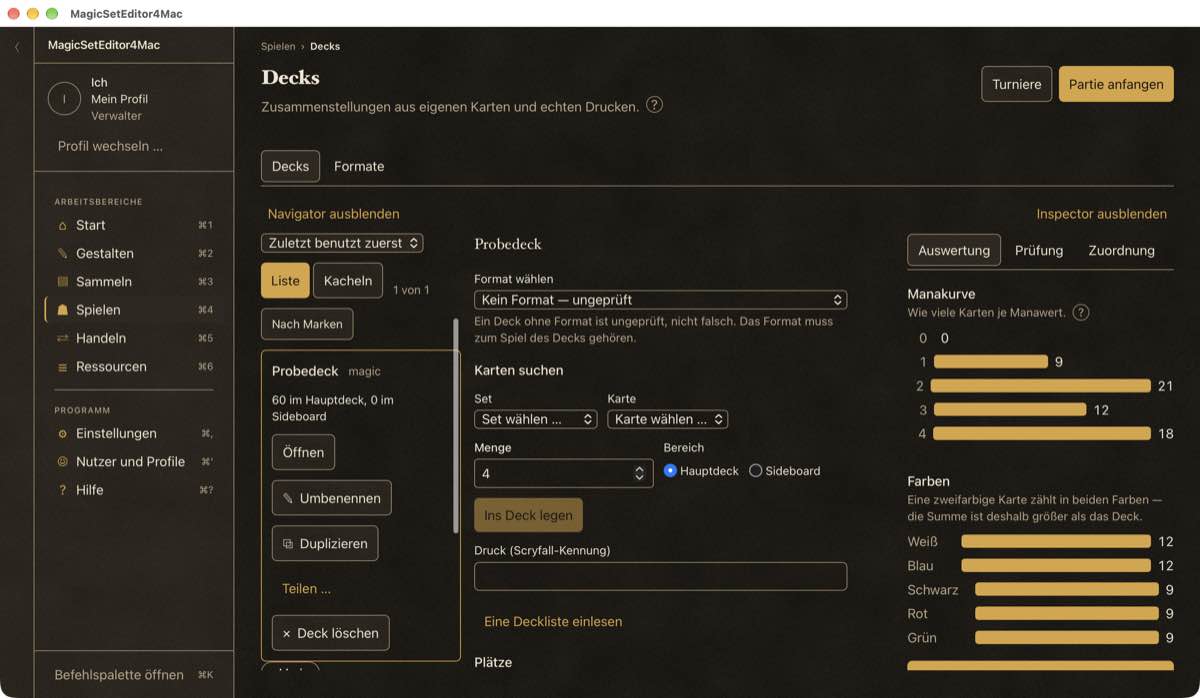 MagicSetEditor4Mac
MagicSetEditor4Mac
I
Ich
Mein Profil
Verwalter
Profil wechseln ...
ARBEITSBEREICHE
Start ⌘1
Gestalten ⌘2
Sammeln ⌘3
Spielen ⌘4
Handeln ⌘5
Ressourcen ⌘6
PROGRAMM
Einstellungen ⌘,
Nutzer und Profile ⌘'
? Hilfe ⌘?
Befehlspalette öffnen ⌘K
Spielen › Decks
Decks
Zusammenstellungen aus eigenen Karten und echten Drucken. ?
Turniere
Partie anfangen
Decks
Formate
Navigator ausblenden
Zuletzt benutzt zuerst
Liste
Kacheln
1 von 1
Nach Marken
Probedeck magic
60 im Hauptdeck, 0 im
Sideboard
Öffnen
Umbenennen
Duplizieren
Teilen ...
× Deck löschen
Probedeck
Format wählen
Kein Format — ungeprüft
Ein Deck ohne Format ist ungeprüft, nicht falsch. Das Format muss
zum Spiel des Decks gehören.
Karten suchen
Set
Karte
Set wählen ...
Karte wählen ...
Menge
Bereich
4
Hauptdeck
Sideboard
Ins Deck legen
Druck (Scryfall-Kennung)
Eine Deckliste einlesen
Plätze
Inspector ausblenden
Auswertung
Prüfung
Zuordnung
Manakurve
Wie viele Karten je Manawert. ?
0 0
1 9
2 21
3 12
4 18
Farben
Eine zweifarbige Karte zählt in beiden Farben —
die Summe ist deshalb größer als das Deck.
Weiß 12
Blau 12
Schwarz 9
Rot 9
Grün 9